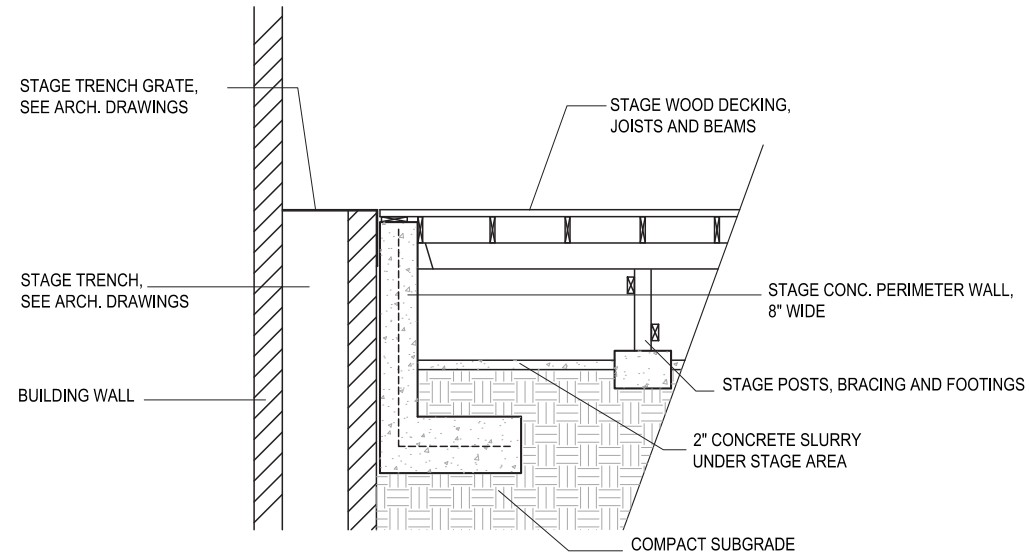 STAGE TRENCH GRATE,
SEE ARCH. DRAWINGS
STAGE WOOD DECKING,
JOISTS AND BEAMS
STAGE TRENCH,
SEE ARCH. DRAWINGS
STAGE CONC. PERIMETER WALL,
8" WIDE
BUILDING WALL
STAGE POSTS, BRACING AND FOOTINGS
2" CONCRETE SLURRY
UNDER STAGE AREA
COMPACT SUBGRADE